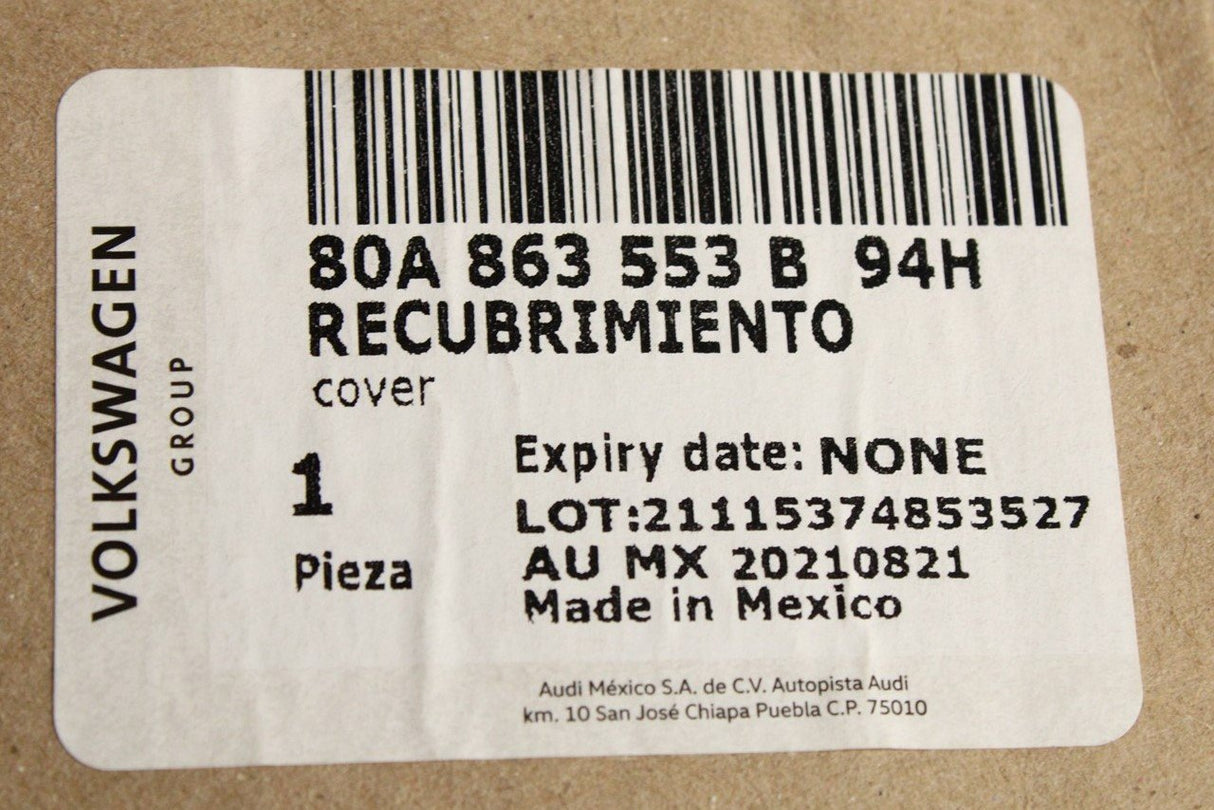 VOLKSWAGEN
GROUP
80A 863 553 B 94H
RECUBRIMIENTO
cover
1
Pieza
Expiry date: NONE
LOT:211115374853527
AU MX 20210821
Made in Mexico
Audi México S.A. de C.V. Autopista Audi
km. 10 San José Chiapa Puebla C.P. 75010